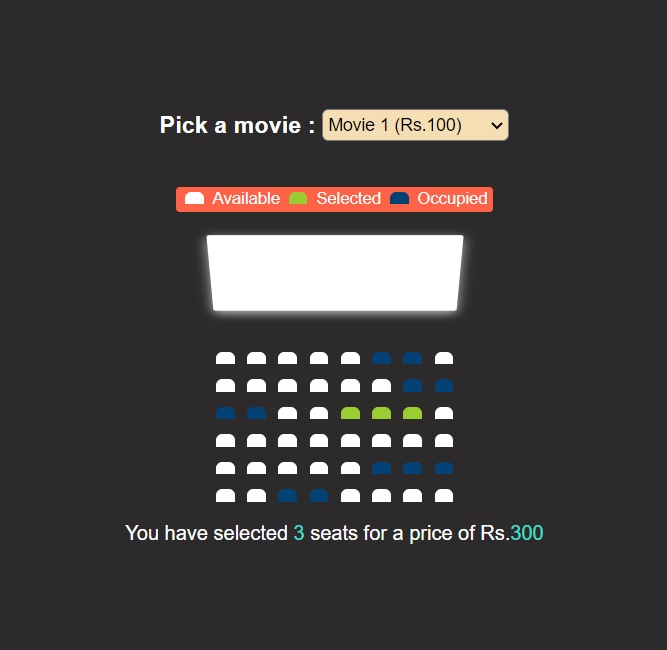 Pick a movie : Movie 1 (Rs.100)
Available Selected Occupied
You have selected 3 seats for a price of Rs.300